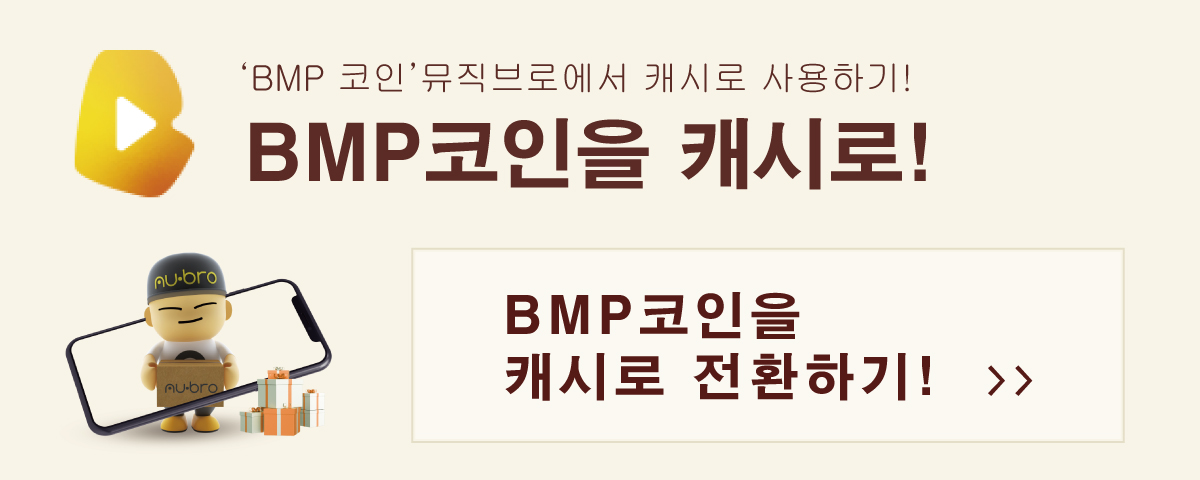 ‘BMP 코인’뮤직브로에서 캐시로 사용하기!
BMP코인을 캐시로!
mu·bro
mu·bro
BMP코인을
캐시로 전환하기! >>